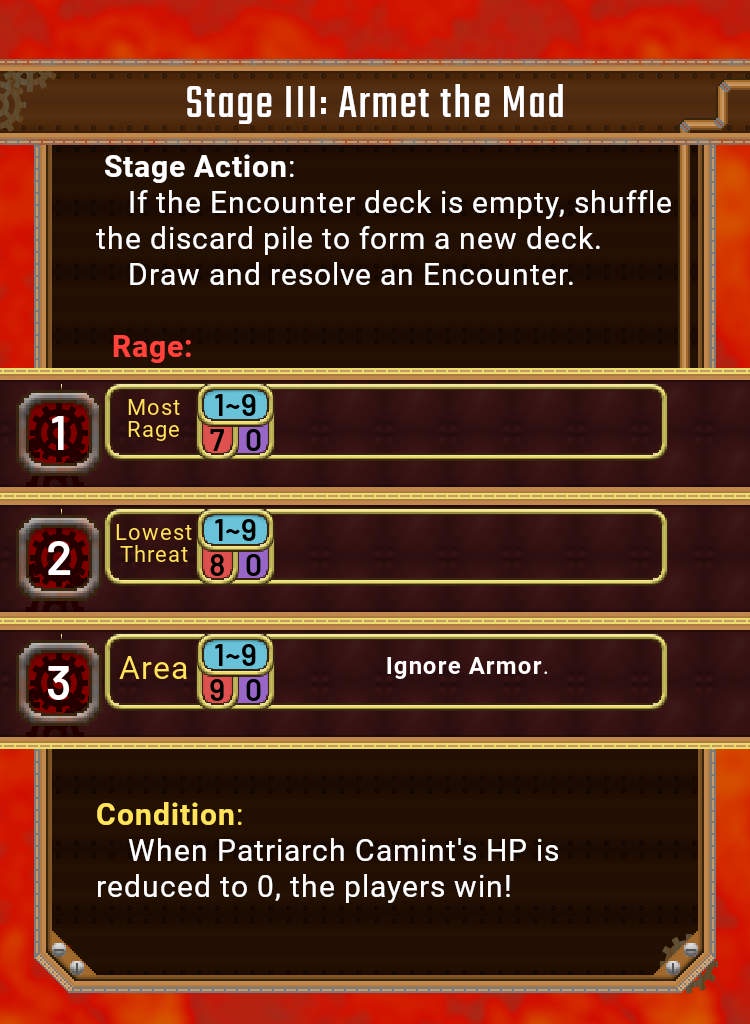 Stage III: Armet the Mad
Stage Action:
If the Encounter deck is empty, shuffle
the discard pile to form a new deck.
Draw and resolve an Encounter.
Rage:
1
Most
Rage
1~9
7 0
2
Lowest
Threat
1~9
8 0
3
Area
1~9
9 0
Ignore Armor.
Condition:
When Patriarch Camint's HP is
reduced to 0, the players win!